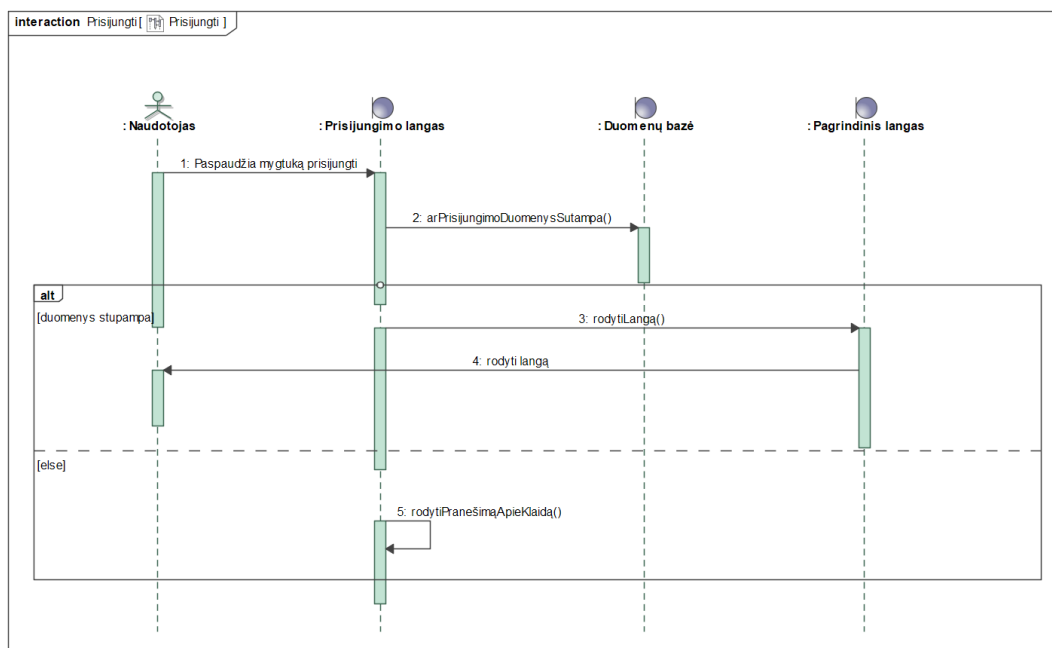 interaction Prisijungti[ Prisijungti ]
: Naudotojas
: Prisijungimo langas
: Duomenų bazė
: Pagrindinis langas
1: Paspaudžia mygtuką prisijungti
2: arPrisijungimoDuomenysSutampa()
alt
[duomenys stupampa]
3: rodytiLangą()
4: rodyti langą
[else]
5: rodytiPranešimąApieKlaidą()